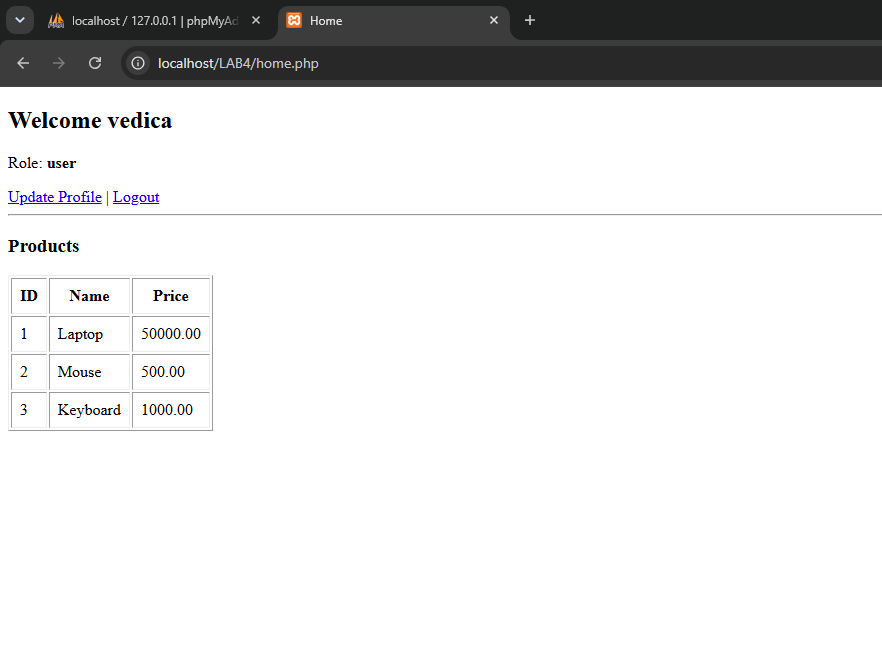 localhost / 127.0.0.1 | phpMyAd
Home
localhost/LAB4/home.php
Welcome vedica
Role: user
Update Profile | Logout
Products
ID Name Price
1 Laptop 50000.00
2 Mouse 500.00
3 Keyboard 1000.00